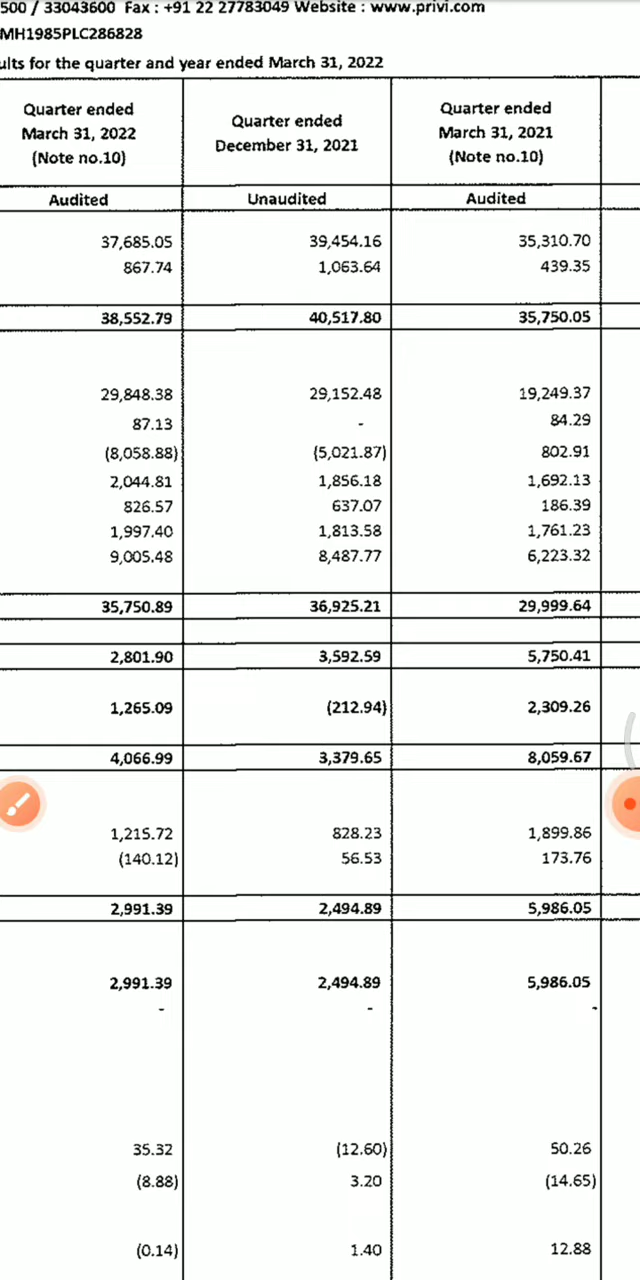 500 / 33043600 Fax : +91 22 27783049 Website : www.privi.com
MH1985PLC286828
ults for the quarter and year ended March 31, 2022
Quarter ended March 31, 2022 (Note no.10) Quarter ended December 31, 2021 Quarter ended March 31, 2021 (Note no.10)
Audited Unaudited Audited
37,685.05 39,454.16 35,310.70
867.74 1,063.64 439.35
38,552.79 40,517.80 35,750.05
29,848.38 29,152.48 19,249.37
87.13 - 84.29
(8,058.88) (5,021.87) 802.91
2,044.81 1,856.18 1,692.13
826.57 637.07 186.39
1,997.40 1,813.58 1,761.23
9,005.48 8,487.77 6,223.32
35,750.89 36,925.21 29,999.64
2,801.90 3,592.59 5,750.41
1,265.09 (212.94) 2,309.26
4,066.99 3,379.65 8,059.67
1,215.72 828.23 1,899.86
(140.12) 56.53 173.76
2,991.39 2,494.89 5,986.05
2,991.39 2,494.89 5,986.05
- - -
35.32 (12.60) 50.26
(8.88) 3.20 (14.65)
(0.14) 1.40 12.88